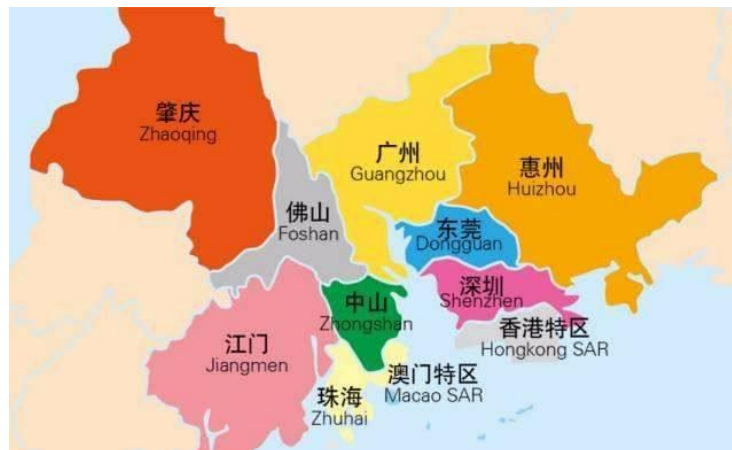 肇庆
Zhaoqing
广州
Guangzhou
惠州
Huizhou
佛山
Foshan
东莞
Dongguan
深圳
Shenzhen
中山
Zhongshan
香港特区
Hongkong SAR
江门
Jiangmen
澳门特区
Macao SAR
珠海
Zhuhai